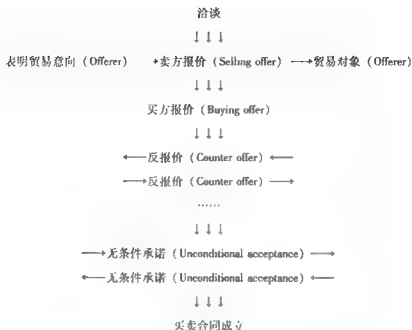 洽谈
↓↓↓
表明贸易意向（Offerer） →卖方报价（Selling offer） →贸易对象（Offerer）
↓↓↓
买方报价（Buying offer）
↓↓↓
←反报价（Counter offer）←
→反报价（Counter offer）→
……
↓↓↓
→无条件承诺（Unconditional acceptance）→
←无条件承诺（Unconditional acceptance）←
↓↓↓
买卖合同成立